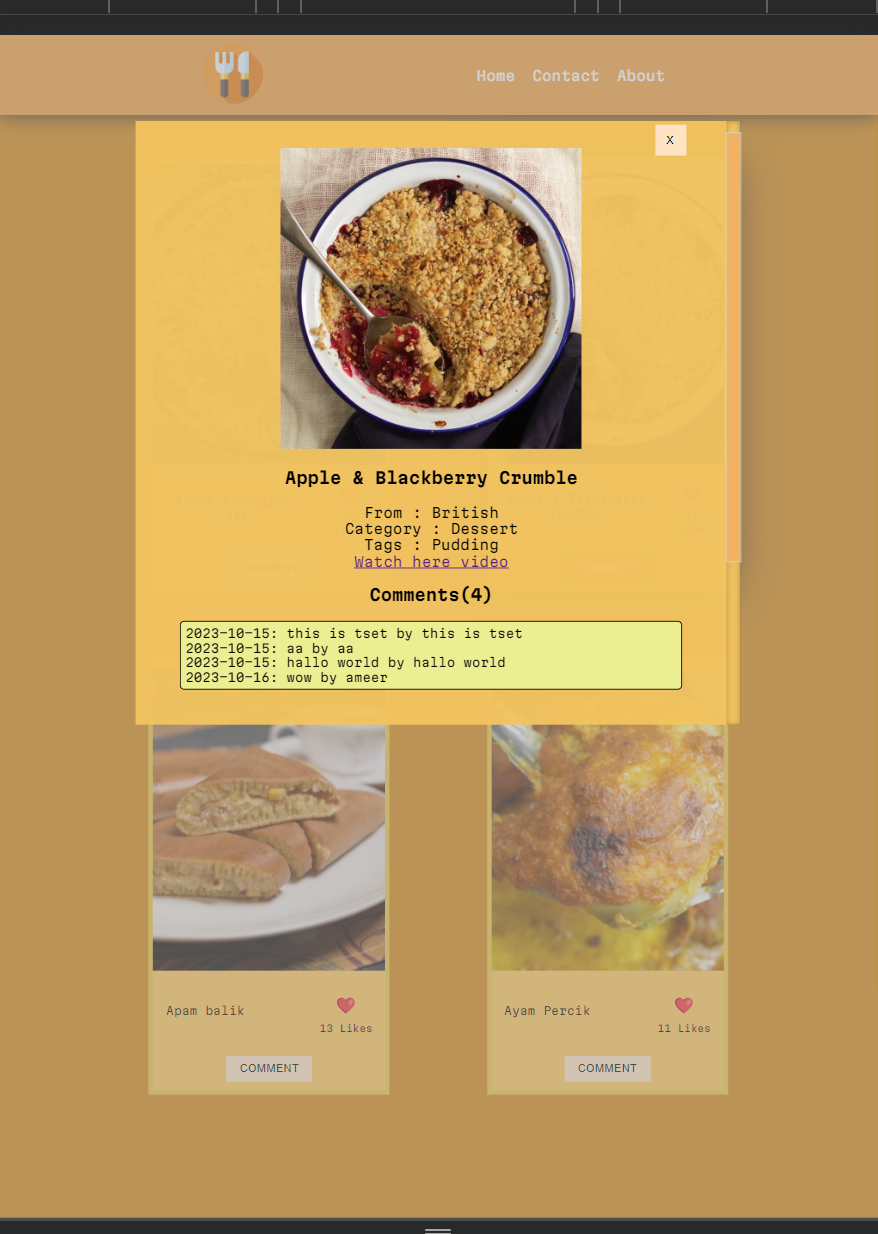 Home Contact About
X
Apple & Blackberry Crumble
From : British
Category : Dessert
Tags : Pudding
Watch here video
Comments(4)
2023-10-15: this is tset by this is tset
2023-10-15: aa by aa
2023-10-15: hallo world by hallo world
2023-10-16: wow by ameer
Apam balik
13 Likes
COMMENT
Ayam Percik
11 Likes
COMMENT